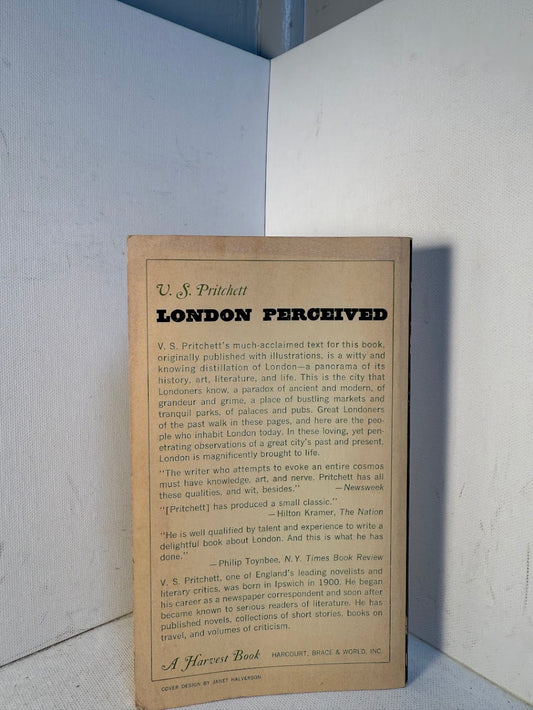 V. S. Pritchett
LONDON PERCEIVED
V. S. Pritchett's much-acclaimed text for this book,
originally published with illustrations, is a witty and
knowing distillation of London—a panorama of its
history, art, literature, and life. This is the city that
Londoners know, a paradox of ancient and modern, of
grandeur and grime, a place of bustling markets and
tranquil parks, of palaces and pubs. Great Londoners
of the past walk in these pages, and here are the peo-
ple who inhabit London today. In these loving, yet pen-
etrating observations of a great city's past and present,
London is magnificently brought to life.
"The writer who attempts to evoke an entire cosmos
must have knowledge, art, and nerve. Pritchett has all
these qualities, and wit, besides." —Newsweek
"[Pritchett] has produced a small classic."
—Hilton Kramer, The Nation
"He is well qualified by talent and experience to write a
delightful book about London. And this is what he has
done."
—Philip Toynbee, N.Y. Times Book Review
V. S. Pritchett, one of England's leading novelists and
literary critics, was born in Ipswich in 1900. He began
his career as a newspaper correspondent and soon after
became known to serious readers of literature. He has
published novels, collections of short stories, books on
travel, and volumes of criticism.
A Harvest Book HARCOURT, BRACE & WORLD, INC.
COVER DESIGN BY JANET HALVERSON